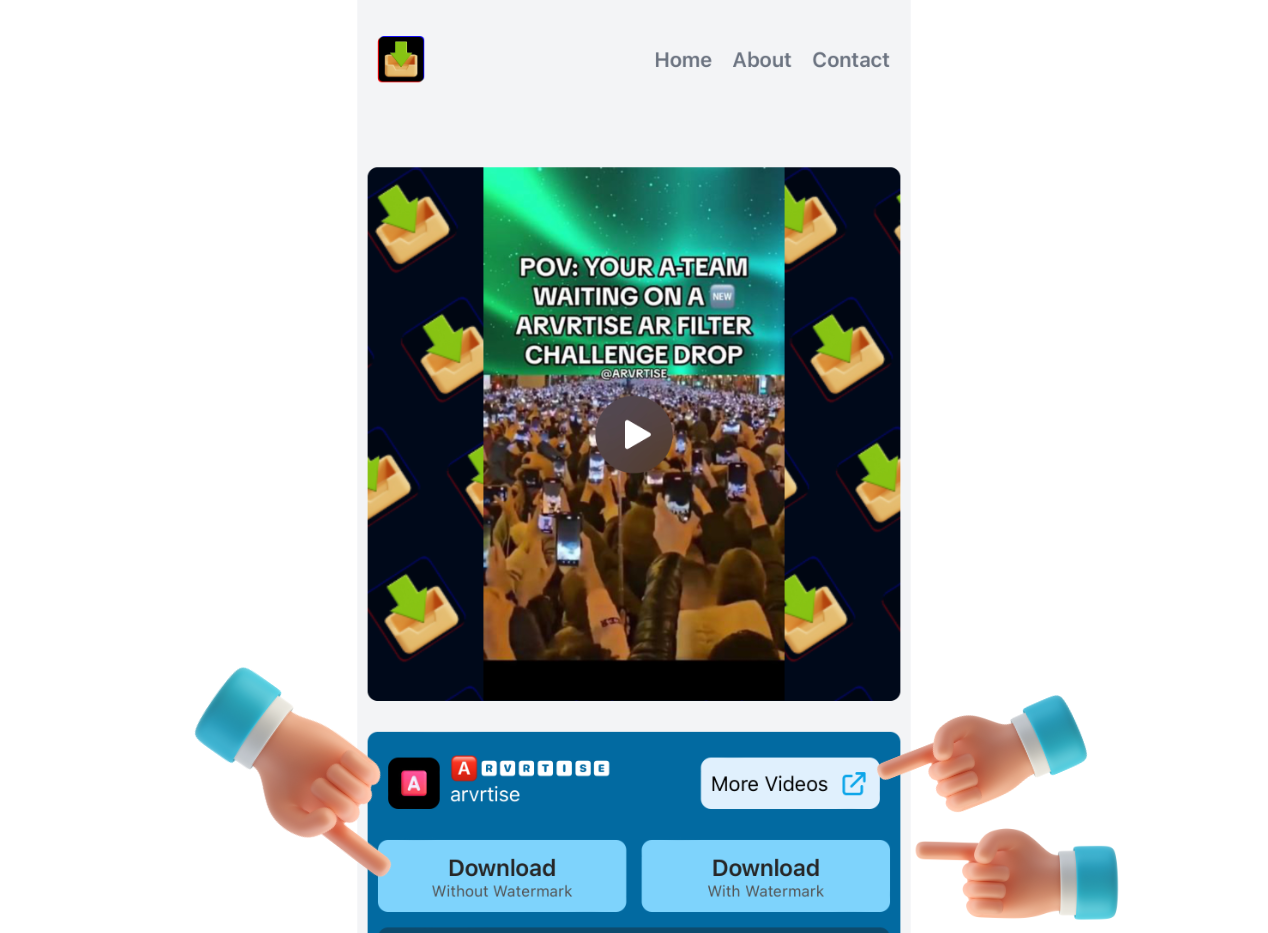 Home About Contact
POV: YOUR A-TEAM
WAITING ON A 🆕
ARVRTISE AR FILTER
CHALLENGE DROP
@ARVRTISE
🅰️🆁🆅🆁🆃🅸🆂🅴
arvrtise
More Videos
Download
Without Watermark
Download
With Watermark